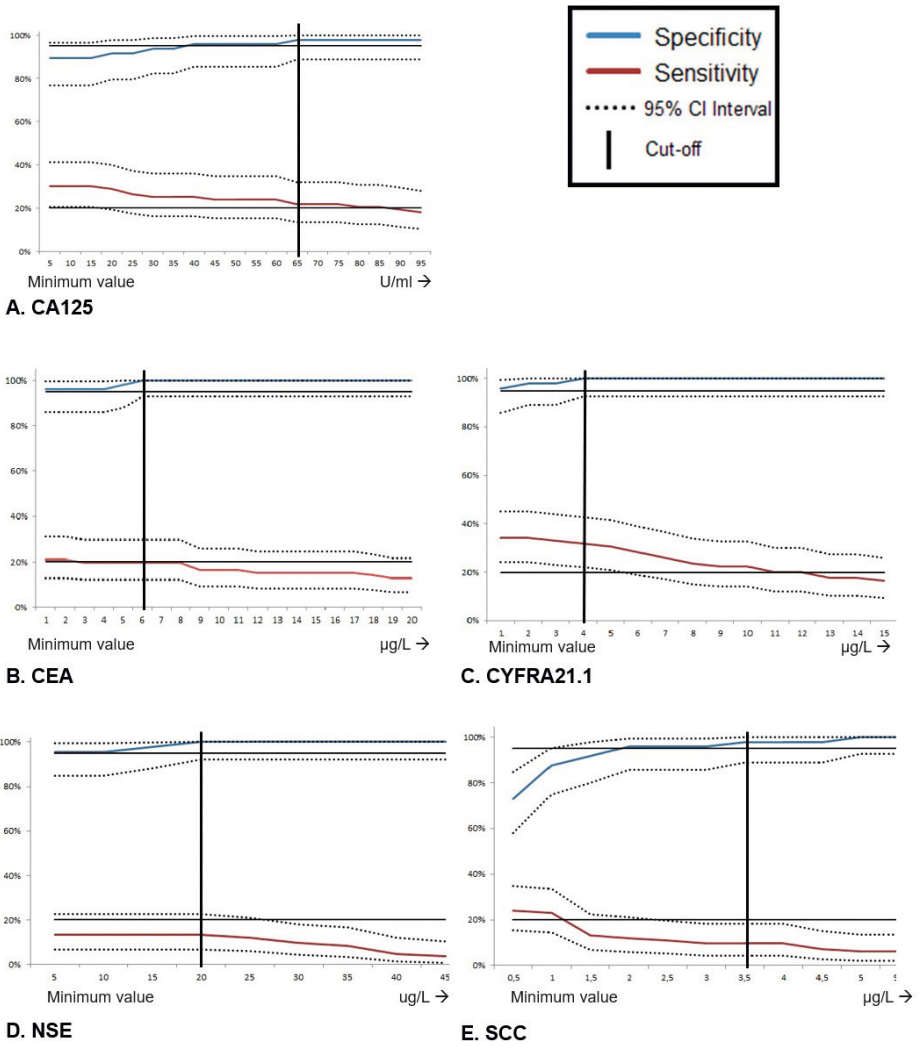 Specificity
Sensitivity
95% CI Interval
Cut-off
100%
80%
60%
40%
20%
0%
5 10 15 20 25 30 35 40 45 50 55 60 65 70 75 80 85 90 95
Minimum value U/ml →
A. CA125
100%
80%
60%
40%
20%
0%
1 2 3 4 5 6 7 8 9 10 11 12 13 14 15 16 17 18 19 20
Minimum value µg/L →
B. CEA
100%
80%
60%
40%
20%
0%
1 2 3 4 5 6 7 8 9 10 11 12 13 14 15
Minimum value µg/L →
C. CYFRA21.1
100%
80%
60%
40%
20%
0%
5 10 15 20 25 30 35 40 45
Minimum value ug/L →
D. NSE
100%
80%
60%
40%
20%
0%
0,5 1 1,5 2 2,5 3 3,5 4 4,5 5
Minimum value µg/L →
E. SCC